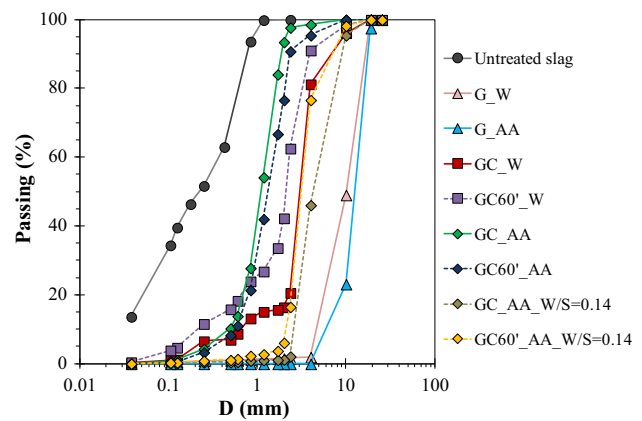 100
80
60
40
20
0
Passing (%)
0.01
0.1
1
10
100
D (mm)
Untreated slag
G_W
G_AA
GC_W
GC60'_W
GC_AA
GC60'_AA
GC_AA_W/S=0.14
GC60'_AA_W/S=0.14